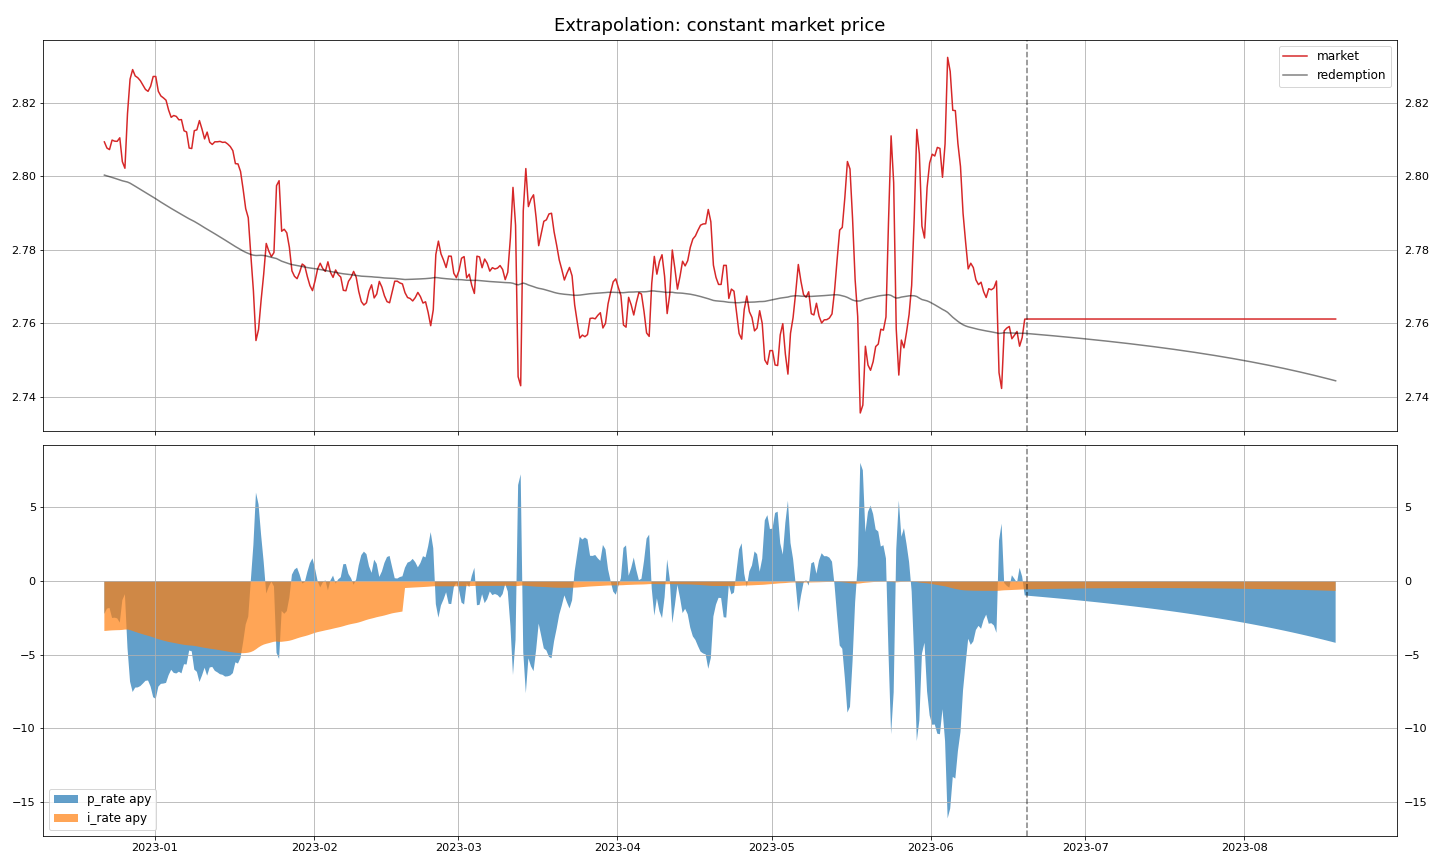 Extrapolation: constant market price
market
redemption
2.82 2.82
2.80 2.80
2.78 2.78
2.76 2.76
2.74 2.74
5 5
0 0
−5 −5
−10 −10
−15 −15
p_rate apy
i_rate apy
2023-01 2023-02 2023-03 2023-04 2023-05 2023-06 2023-07 2023-08